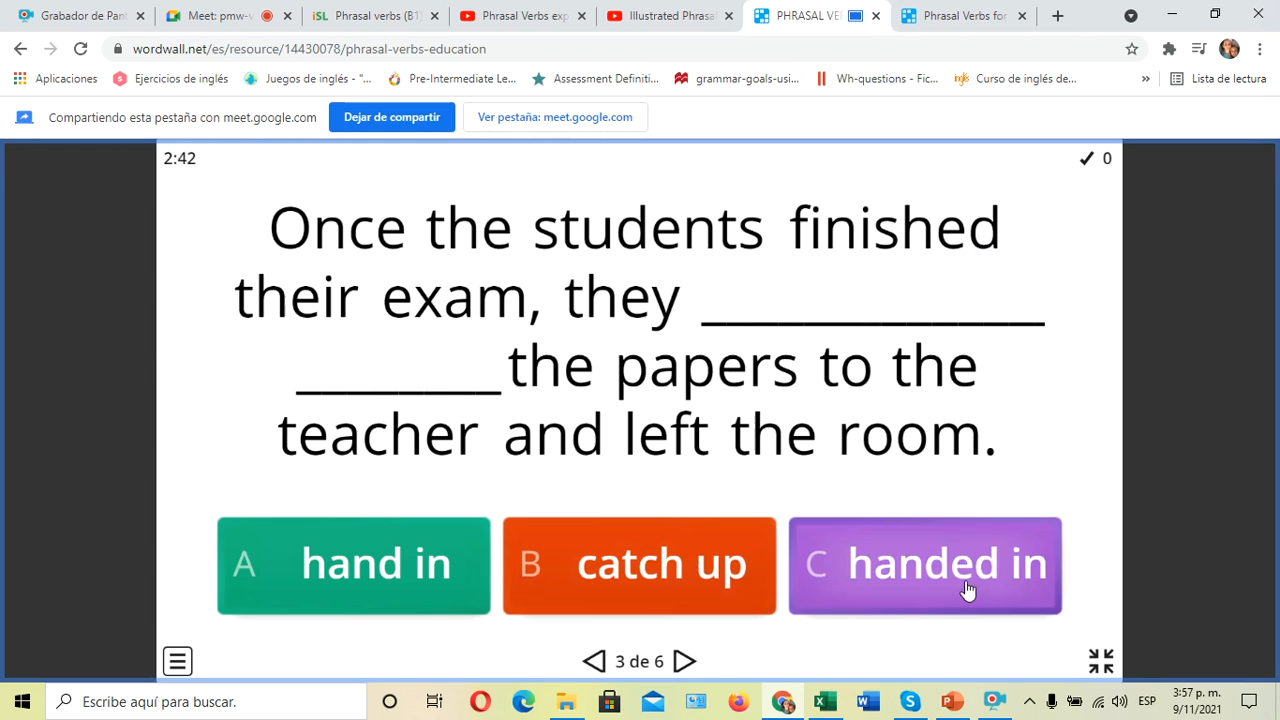 Grabador de Pan
Meet: pmw-v
iSL Phrasal verbs (B1)
Phrasal Verbs exp
Illustrated Phrasal
PHRASAL VE
Phrasal Verbs for
wordwall.net/es/resource/14430078/phrasal-verbs-education
Aplicaciones
Ejercicios de inglés
Juegos de inglés - "...
Pre-Intermediate Le...
Assessment Definiti...
grammar-goals-usi...
Wh-questions - Fic...
Curso de inglés de...
»
Lista de lectura
Compartiendo esta pestaña con meet.google.com
Dejar de compartir
Ver pestaña: meet.google.com
2:42
✓ 0
Once the students finished
their exam, they ______________
________ the papers to the
teacher and left the room.
A hand in
B catch up
C handed in
3 de 6
Escribe aquí para buscar.
ESP
3:57 p. m.
9/11/2021